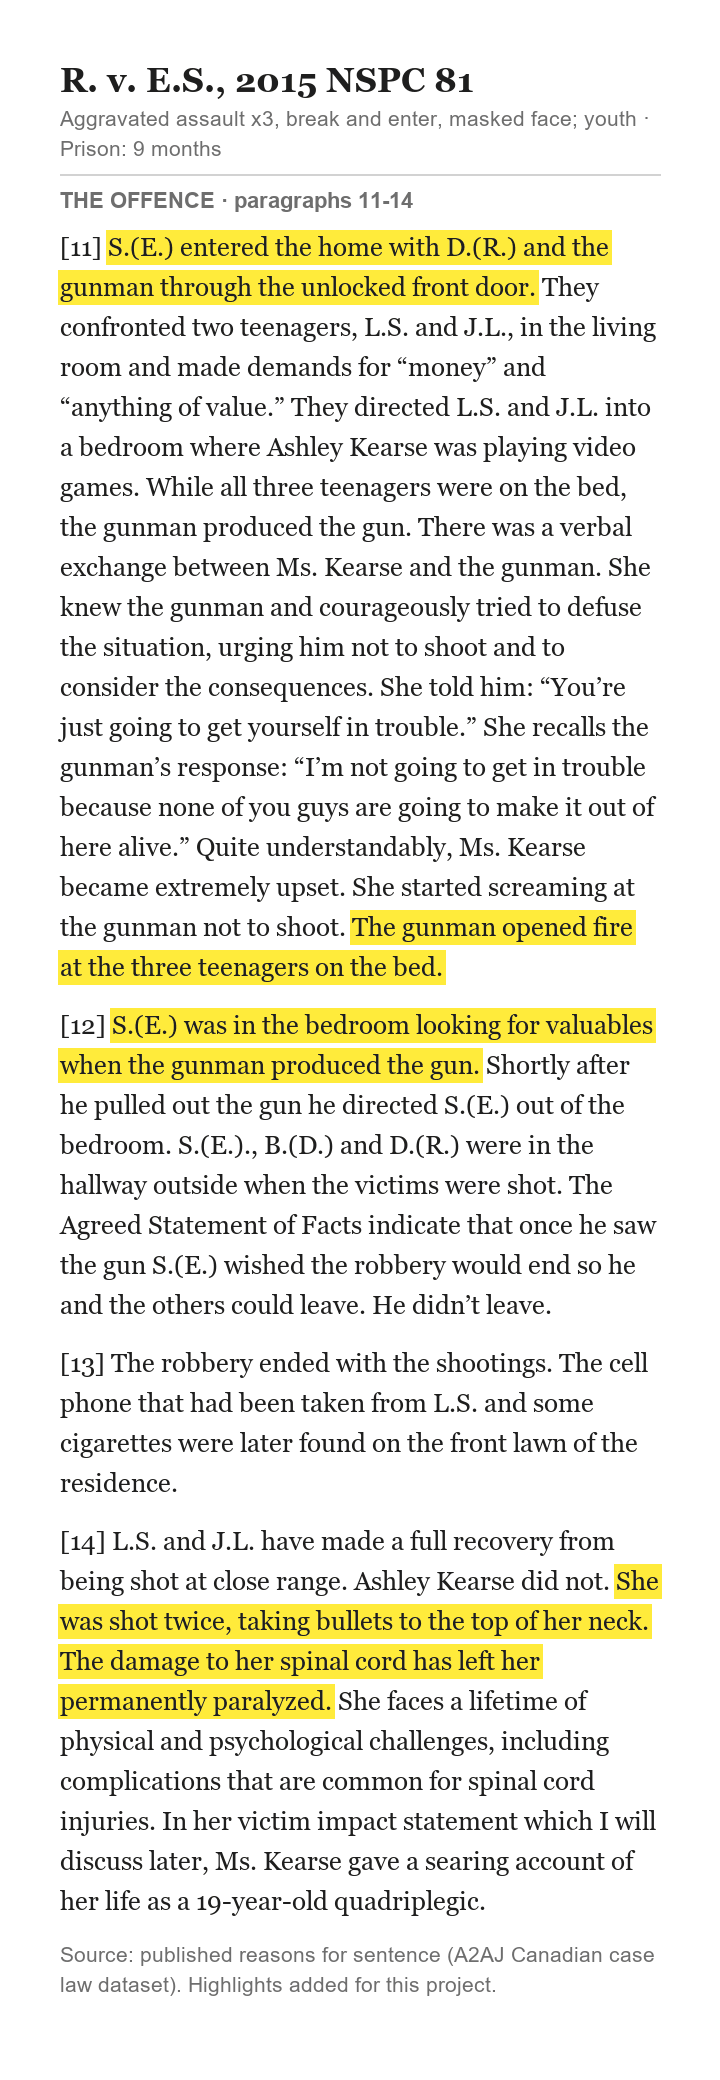 R. v. E.S., 2015 NSPC 81
Aggravated assault x3, break and enter, masked face; youth ·
Prison: 9 months
THE OFFENCE · paragraphs 11-14
[11] S.(E.) entered the home with D.(R.) and the
gunman through the unlocked front door. They
confronted two teenagers, L.S. and J.L., in the living
room and made demands for “money” and
“anything of value.” They directed L.S. and J.L. into
a bedroom where Ashley Kearse was playing video
games. While all three teenagers were on the bed,
the gunman produced the gun. There was a verbal
exchange between Ms. Kearse and the gunman. She
knew the gunman and courageously tried to defuse
the situation, urging him not to shoot and to
consider the consequences. She told him: “You’re
just going to get yourself in trouble.” She recalls the
gunman’s response: “I’m not going to get in trouble
because none of you guys are going to make it out of
here alive.” Quite understandably, Ms. Kearse
became extremely upset. She started screaming at
the gunman not to shoot. The gunman opened fire
at the three teenagers on the bed.
[12] S.(E.) was in the bedroom looking for valuables
when the gunman produced the gun. Shortly after
he pulled out the gun he directed S.(E.) out of the
bedroom. S.(E.)., B.(D.) and D.(R.) were in the
hallway outside when the victims were shot. The
Agreed Statement of Facts indicate that once he saw
the gun S.(E.) wished the robbery would end so he
and the others could leave. He didn’t leave.
[13] The robbery ended with the shootings. The cell
phone that had been taken from L.S. and some
cigarettes were later found on the front lawn of the
residence.
[14] L.S. and J.L. have made a full recovery from
being shot at close range. Ashley Kearse did not. She
was shot twice, taking bullets to the top of her neck.
The damage to her spinal cord has left her
permanently paralyzed. She faces a lifetime of
physical and psychological challenges, including
complications that are common for spinal cord
injuries. In her victim impact statement which I will
discuss later, Ms. Kearse gave a searing account of
her life as a 19-year-old quadriplegic.
Source: published reasons for sentence (A2AJ Canadian case
law dataset). Highlights added for this project.